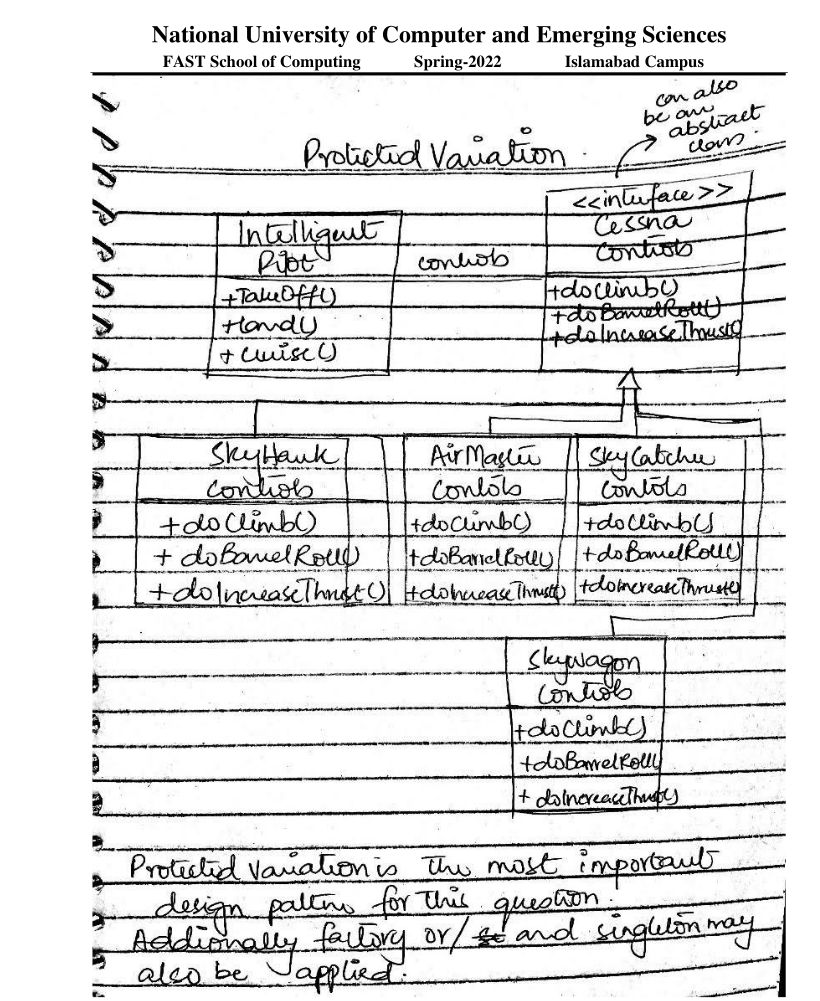 National University of Computer and Emerging Sciences
FAST School of Computing Spring-2022 Islamabad Campus
can also
be an
abstract
class.
Protected Variation
<<interface>>
Cessna
Controls
+doClimb()
+doBarrelRoll()
+doIncreaseThrust()
Intelligent
Pilot
+TakeOff()
+Land()
+cruise()
controls
SkyHawk
Controls
+doClimb()
+doBarrelRoll()
+doIncreaseThrust()
AirMaster
Controls
+doClimb()
+doBarrelRoll()
+doIncreaseThrust()
SkyCatcher
Controls
+doClimb()
+doBarrelRoll()
+doIncreaseThrust()
Skywagon
Controls
+doClimb()
+doBarrelRoll()
+doIncreaseThrust()
Protected Variation is the most important
design pattern for this question.
Addionally factory or/ and singleton may
also be applied.